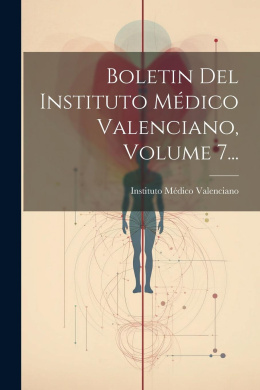 Boletin Del
Instituto Médico
Valenciano,
Volume 7...
Instituto Médico Valenciano